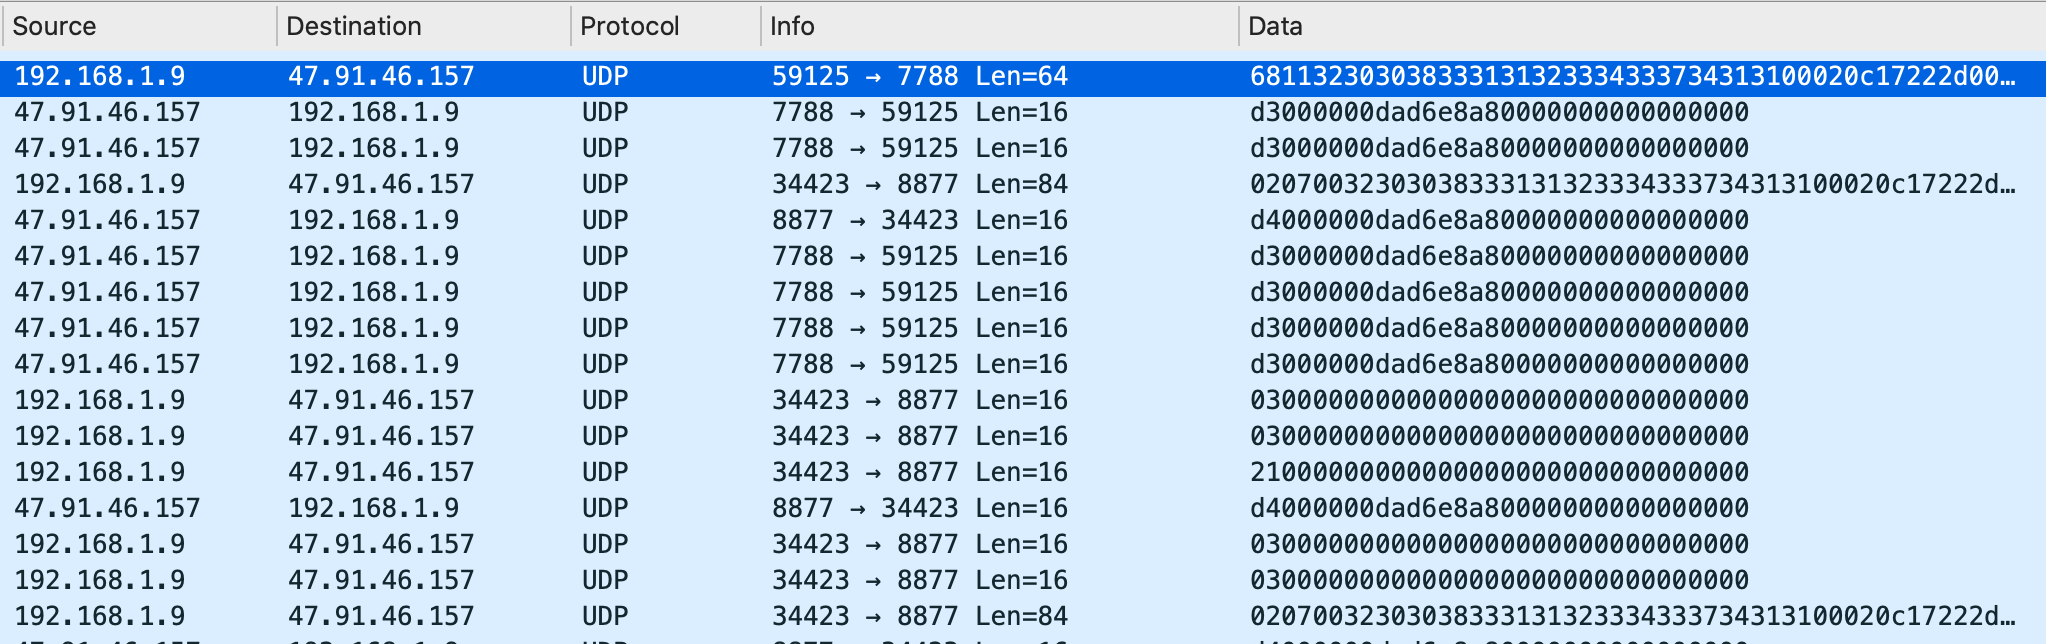 Source Destination Protocol Info Data
192.168.1.9 47.91.46.157 UDP 59125 → 7788 Len=64 681132303038333131323334333734313100020c17222d00…
47.91.46.157 192.168.1.9 UDP 7788 → 59125 Len=16 d3000000dad6e8a80000000000000000
47.91.46.157 192.168.1.9 UDP 7788 → 59125 Len=16 d3000000dad6e8a80000000000000000
192.168.1.9 47.91.46.157 UDP 34423 → 8877 Len=84 02070032303038333131323334333734313100020c17222d…
47.91.46.157 192.168.1.9 UDP 8877 → 34423 Len=16 d4000000dad6e8a80000000000000000
47.91.46.157 192.168.1.9 UDP 7788 → 59125 Len=16 d3000000dad6e8a80000000000000000
47.91.46.157 192.168.1.9 UDP 7788 → 59125 Len=16 d3000000dad6e8a80000000000000000
47.91.46.157 192.168.1.9 UDP 7788 → 59125 Len=16 d3000000dad6e8a80000000000000000
47.91.46.157 192.168.1.9 UDP 7788 → 59125 Len=16 d3000000dad6e8a80000000000000000
192.168.1.9 47.91.46.157 UDP 34423 → 8877 Len=16 03000000000000000000000000000000
192.168.1.9 47.91.46.157 UDP 34423 → 8877 Len=16 03000000000000000000000000000000
192.168.1.9 47.91.46.157 UDP 34423 → 8877 Len=16 21000000000000000000000000000000
47.91.46.157 192.168.1.9 UDP 8877 → 34423 Len=16 d4000000dad6e8a80000000000000000
192.168.1.9 47.91.46.157 UDP 34423 → 8877 Len=16 03000000000000000000000000000000
192.168.1.9 47.91.46.157 UDP 34423 → 8877 Len=16 03000000000000000000000000000000
192.168.1.9 47.91.46.157 UDP 34423 → 8877 Len=84 02070032303038333131323334333734313100020c17222d…